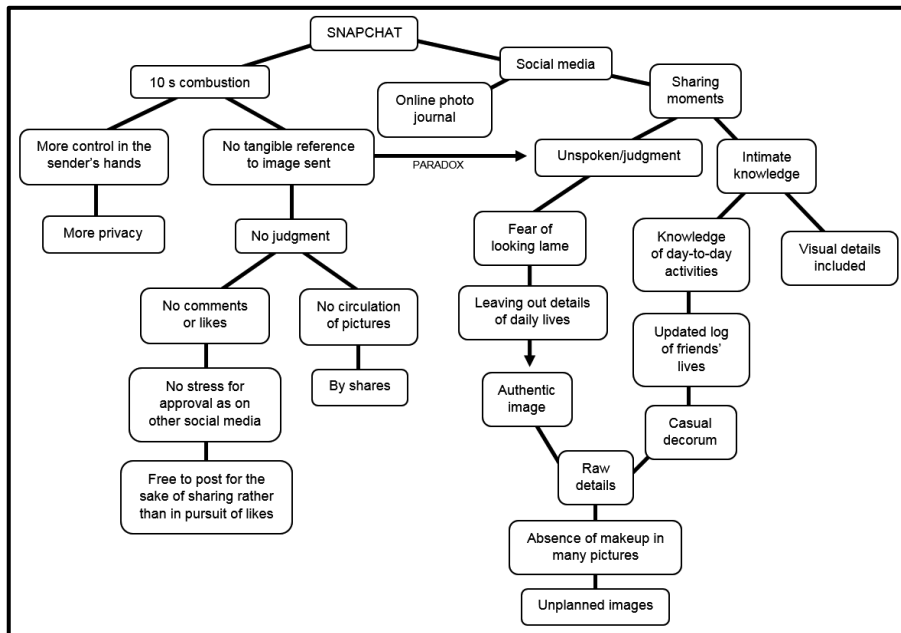 SNAPCHAT
10 s combustion
Social media
Online photo
journal
Sharing
moments
More control in the
sender’s hands
No tangible reference
to image sent
PARADOX
Unspoken/judgment
Intimate
knowledge
More privacy
No judgment
Fear of
looking lame
Knowledge
of day-to-day
activities
Visual details
included
No comments
or likes
No circulation
of pictures
Leaving out details
of daily lives
Updated log
of friends’
lives
No stress for
approval as on
other social media
By shares
Authentic
image
Casual
decorum
Free to post for the
sake of sharing rather
than in pursuit of likes
Raw
details
Absence of makeup in
many pictures
Unplanned images